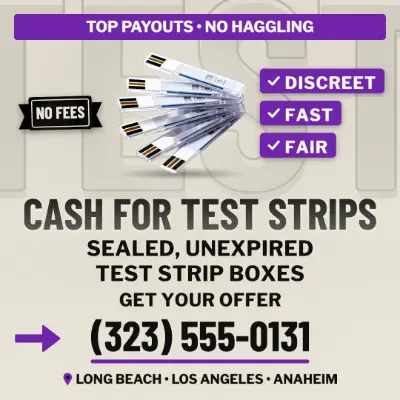 TOP PAYOUTS • NO HAGGLING
TEST
NO FEES
✓ DISCREET
✓ FAST
✓ FAIR
CASH FOR TEST STRIPS
SEALED, UNEXPIRED
TEST STRIP BOXES
GET YOUR OFFER
(323) 555-0131
LONG BEACH • LOS ANGELES • ANAHEIM